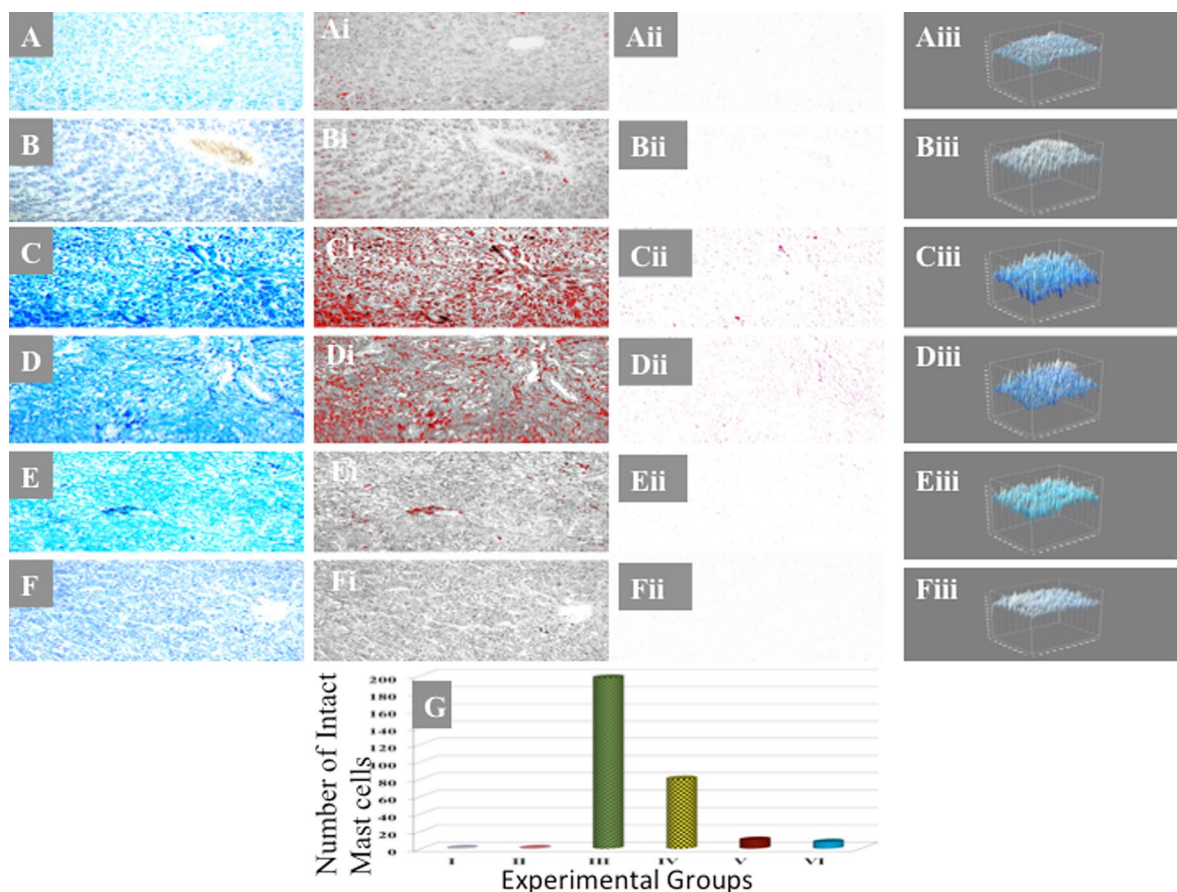 A Ai Aii Aiii
B Bi Bii Biii
C Ci Cii Ciii
D Di Dii Diii
E Ei Eii Eiii
F Fi Fii Fiii
G
Number of Intact
Mast cells
200
180
160
140
120
100
80
60
40
20
0
I II III IV V VI
Experimental Groups